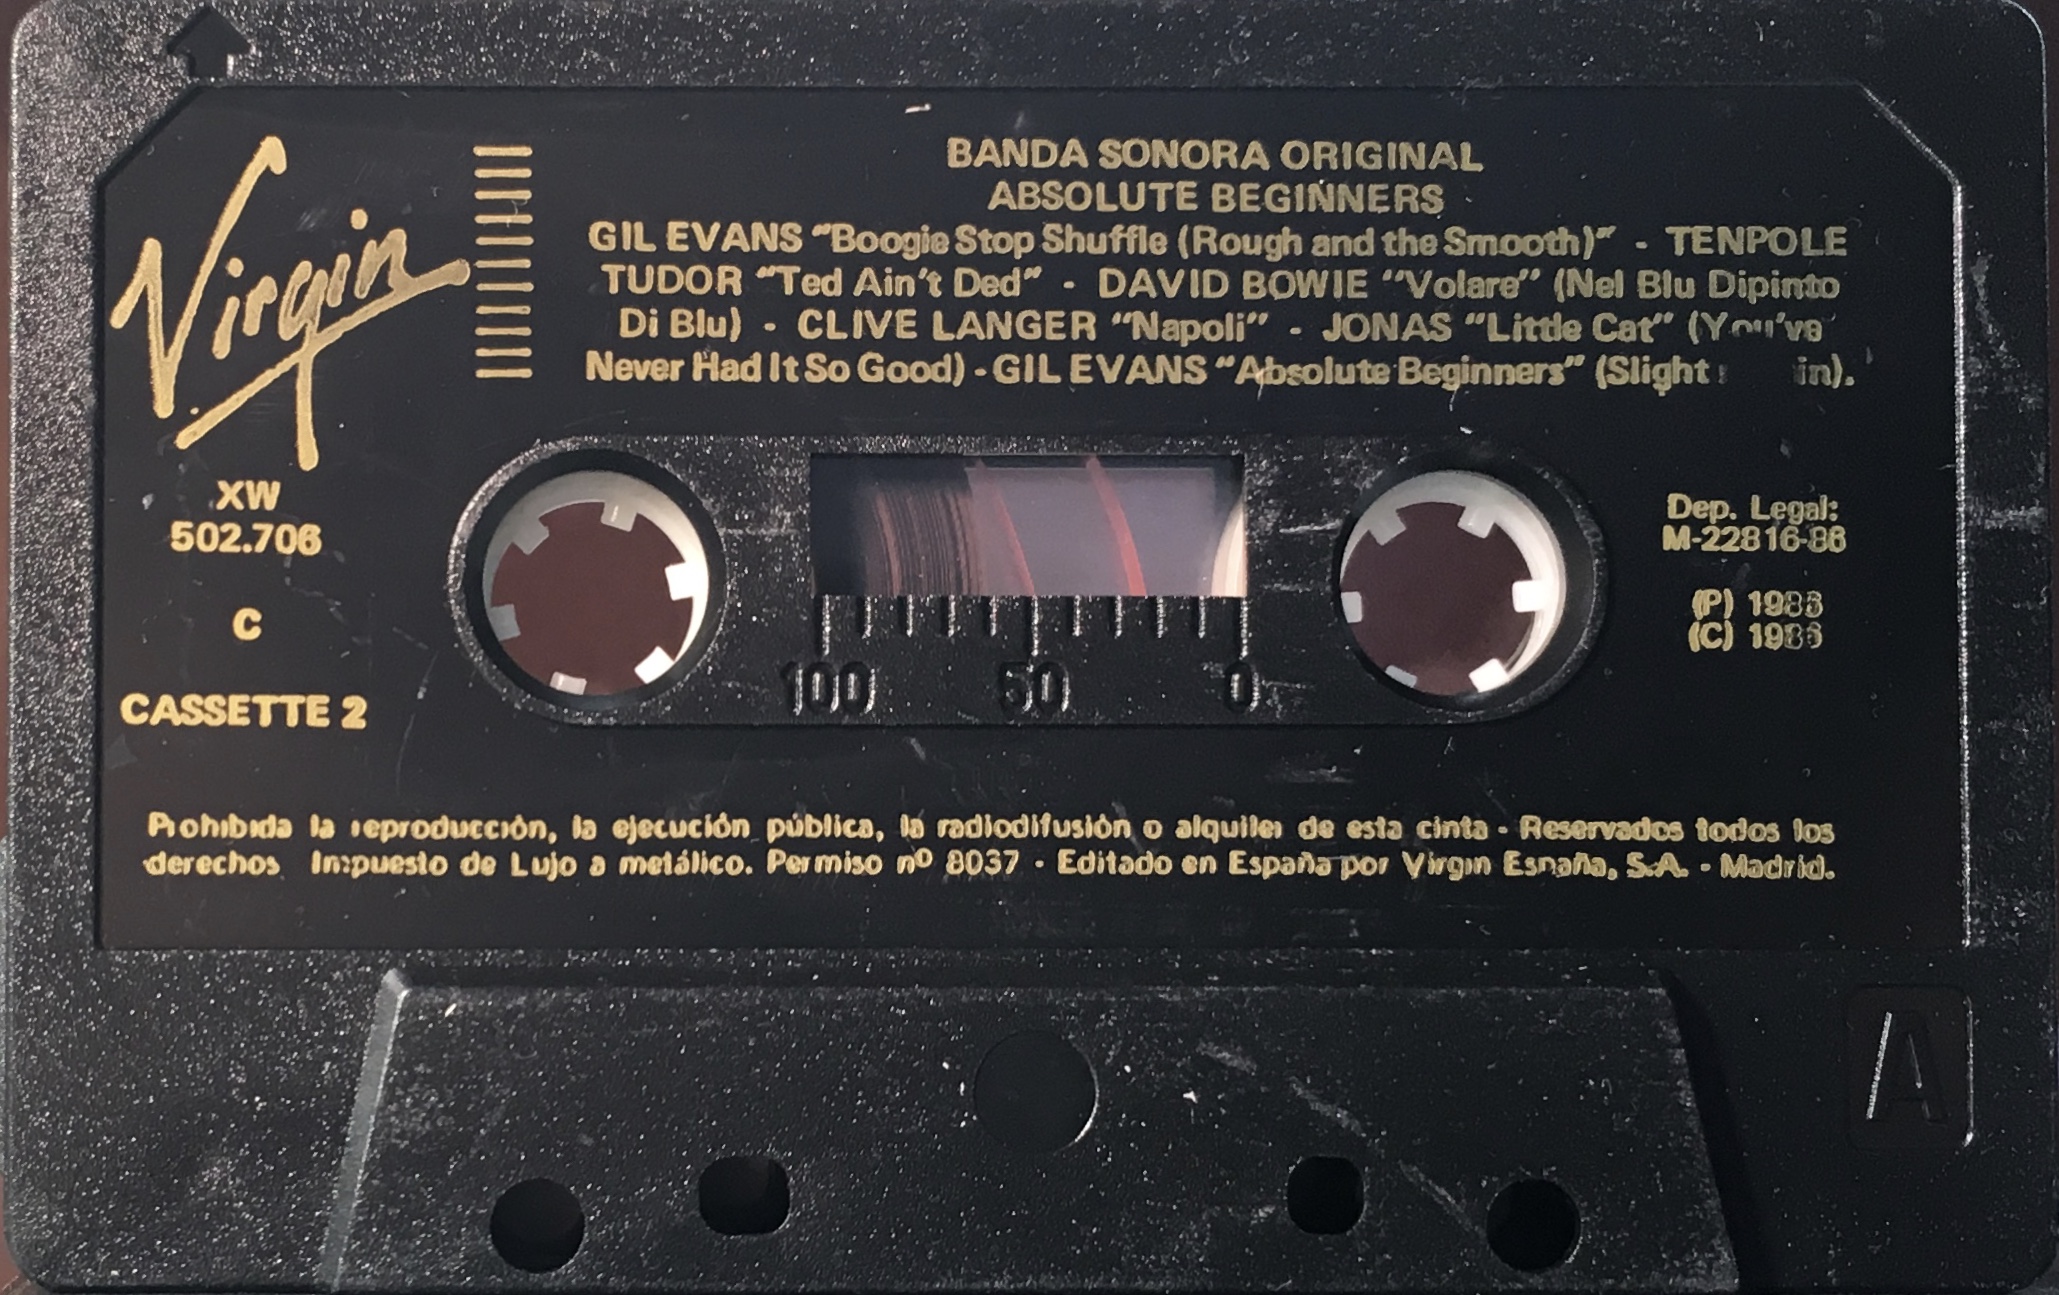 Virgin
BANDA SONORA ORIGINAL
ABSOLUTE BEGINNERS
GIL EVANS "Boogie Stop Shuffle (Rough and the Smooth)" - TENPOLE
TUDOR "Ted Ain't Ded" - DAVID BOWIE "Volare" (Nel Blu Dipinto
Di Blu) - CLIVE LANGER "Napoli" - JONAS "Little Cat" (You've
Never Had It So Good) - GIL EVANS "Absolute Beginners" (Slight
XW
502.706
C
CASSETTE 2
100 50 0
Dep. Legal:
M-22816-86
(P) 1986
(C) 1986
Prohibida la reproducción, la ejecución pública, la radiodifusión o alquiler de esta cinta - Reservados todos los
derechos Impuesto de Lujo a metálico. Permiso nº 8037 - Editado en España por Virgin España, S.A. - Madrid.
A